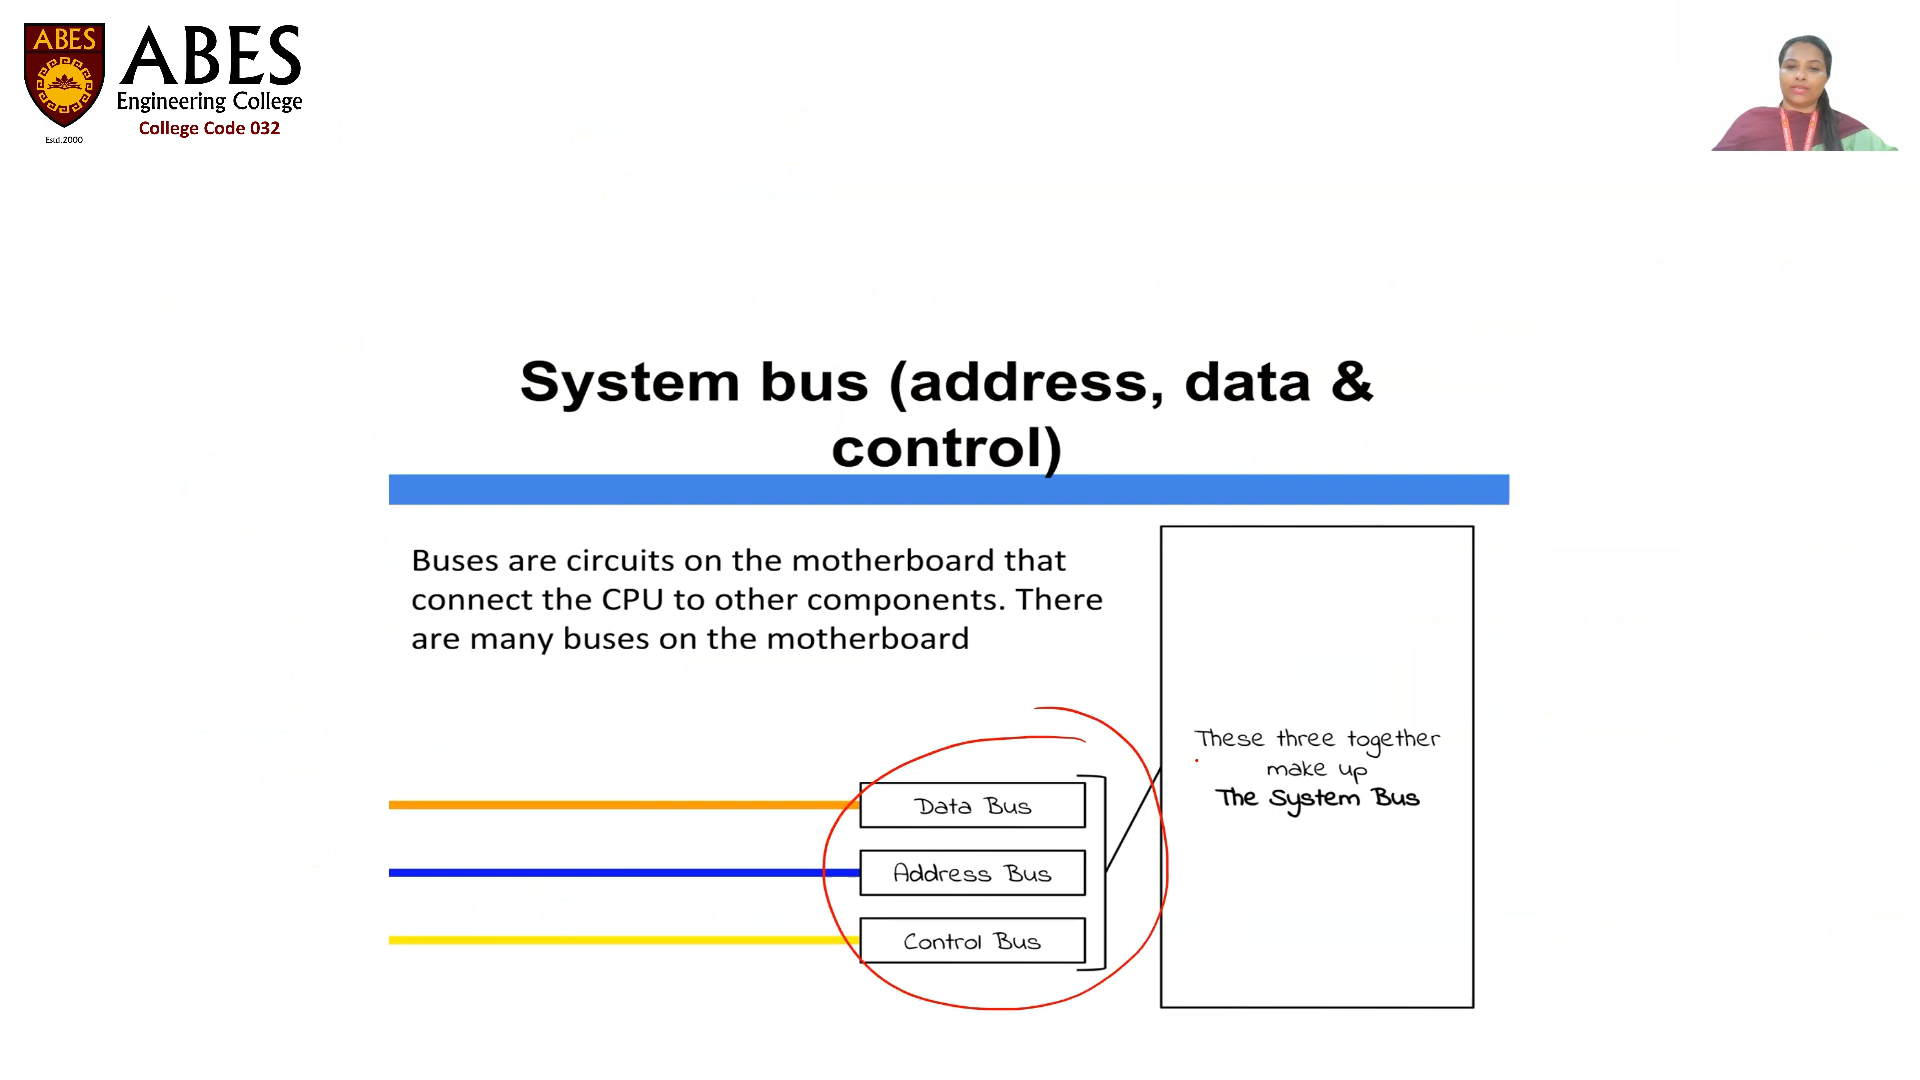 ABES
ABES
Engineering College
College Code 032
Estd.2000
System bus (address, data &
control)
Buses are circuits on the motherboard that
connect the CPU to other components. There
are many buses on the motherboard
These three together
make up
The System Bus
Data Bus
Address Bus
Control Bus